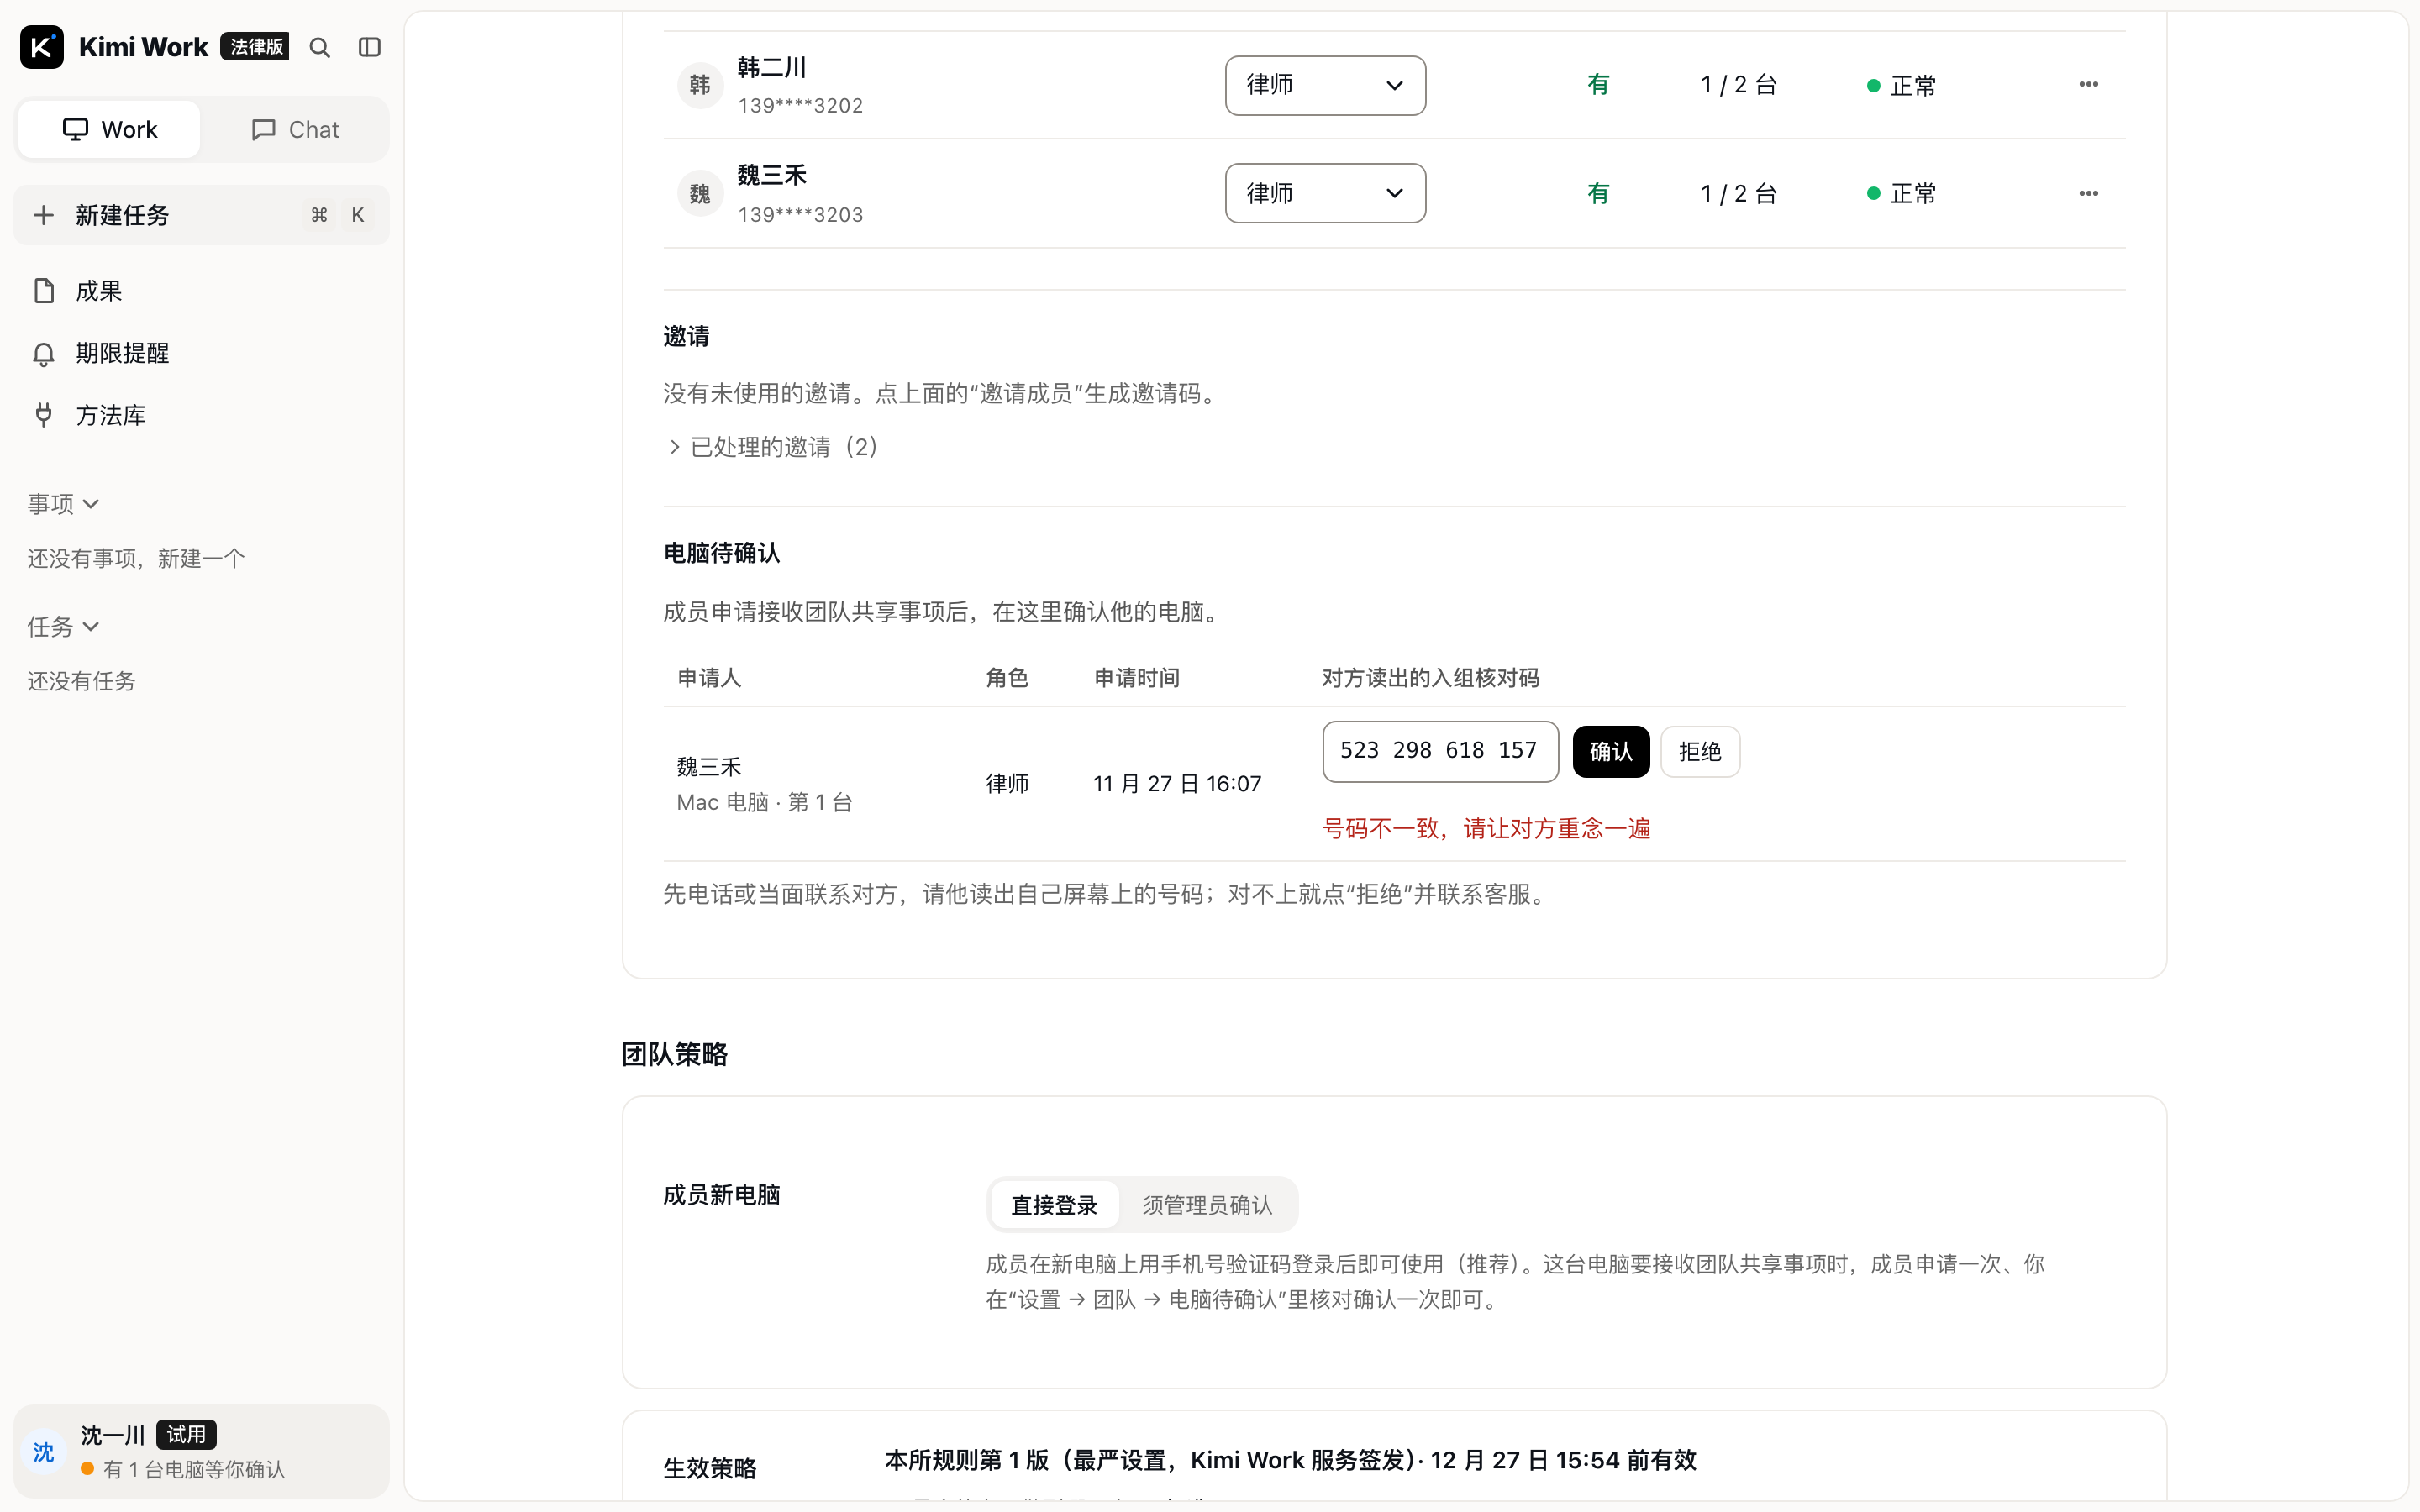 Kimi Work 法律版
Work Chat
新建任务 ⌘ K
成果
期限提醒
方法库
事项
还没有事项，新建一个
任务
还没有任务
沈 沈一川 试用
有 1 台电脑等你确认
韩 韩二川 律师 有 1 / 2 台 正常
139****3202
魏 魏三禾 律师 有 1 / 2 台 正常
139****3203
邀请
没有未使用的邀请。点上面的“邀请成员”生成邀请码。
已处理的邀请（2）
电脑待确认
成员申请接收团队共享事项后，在这里确认他的电脑。
申请人 角色 申请时间 对方读出的入组核对码
魏三禾 律师 11 月 27 日 16:07 523 298 618 157 确认 拒绝
Mac 电脑 · 第 1 台
号码不一致，请让对方重念一遍
先电话或当面联系对方，请他读出自己屏幕上的号码；对不上就点“拒绝”并联系客服。
团队策略
成员新电脑 直接登录 须管理员确认
成员在新电脑上用手机号验证码登录后即可使用（推荐）。这台电脑要接收团队共享事项时，成员申请一次、你
在“设置 → 团队 → 电脑待确认”里核对确认一次即可。
生效策略 本所规则第 1 版（最严设置，Kimi Work 服务签发）· 12 月 27 日 15:54 前有效